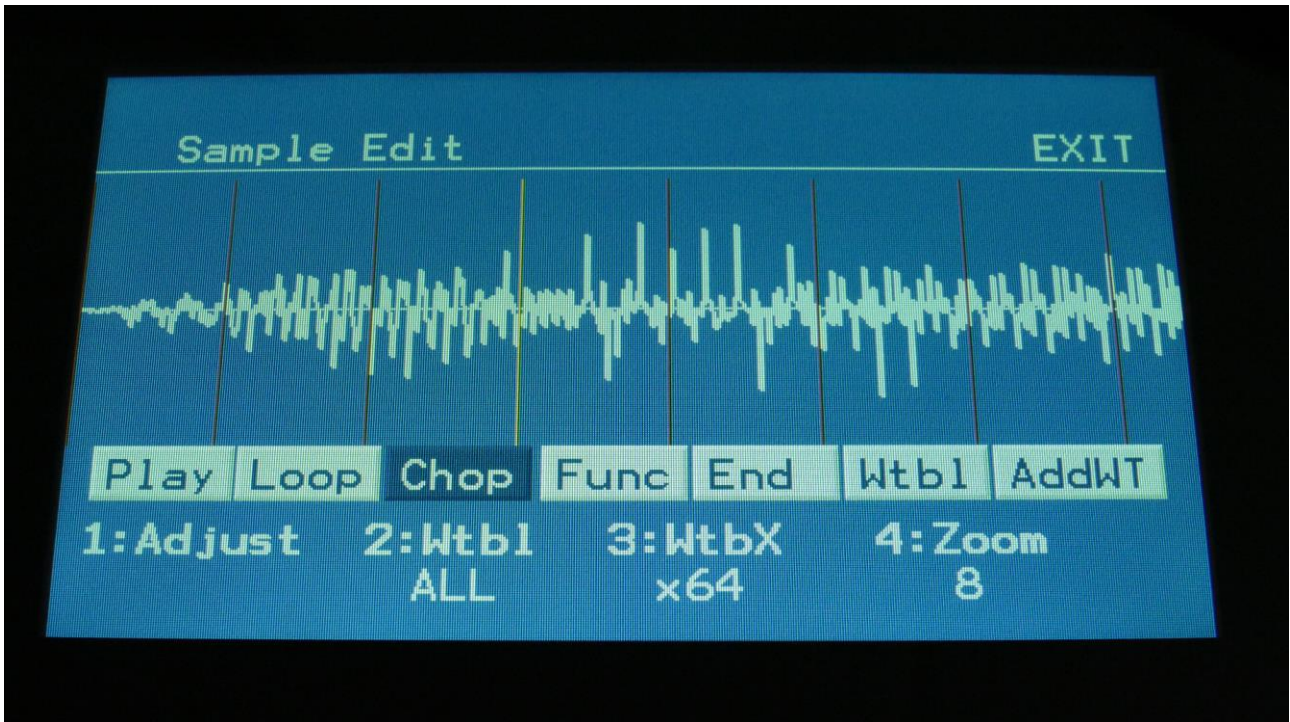 Sample Edit EXIT
Play Loop Chop Func End Wtbl AddWT
1:Adjust 2:Wtbl 3:WtbX 4:Zoom
ALL x64 8